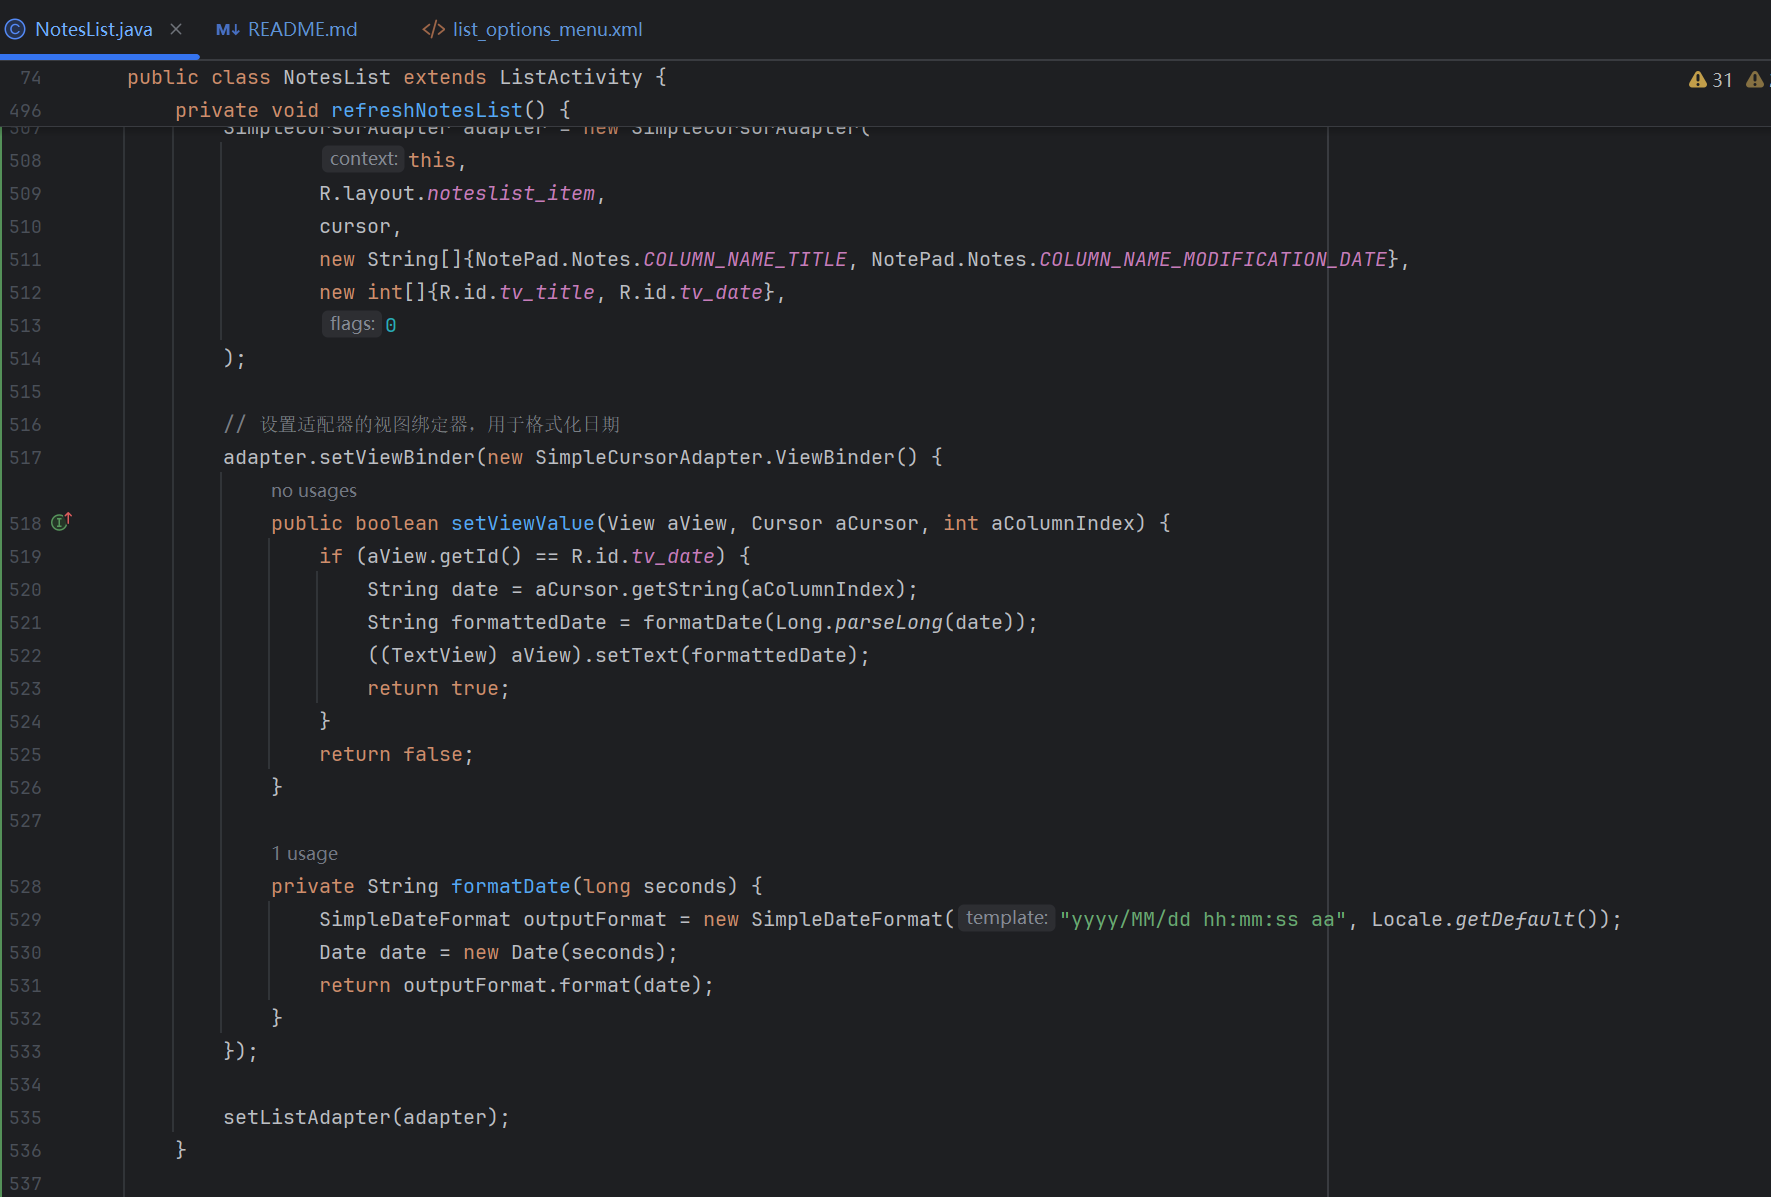 NotesList.java
README.md
list_options_menu.xml
74 public class NotesList extends ListActivity {
31
496 private void refreshNotesList() {
507 SimpleCursorAdapter adapter = new SimpleCursorAdapter(
508 context: this,
509 R.layout.noteslist_item,
510 cursor,
511 new String[]{NotePad.Notes.COLUMN_NAME_TITLE, NotePad.Notes.COLUMN_NAME_MODIFICATION_DATE},
512 new int[]{R.id.tv_title, R.id.tv_date},
513 flags: 0
514 );
515
516 // 设置适配器的视图绑定器，用于格式化日期
517 adapter.setViewBinder(new SimpleCursorAdapter.ViewBinder() {
no usages
518 public boolean setViewValue(View aView, Cursor aCursor, int aColumnIndex) {
519 if (aView.getId() == R.id.tv_date) {
520 String date = aCursor.getString(aColumnIndex);
521 String formattedDate = formatDate(Long.parseLong(date));
522 ((TextView) aView).setText(formattedDate);
523 return true;
524 }
525 return false;
526 }
527
1 usage
528 private String formatDate(long seconds) {
529 SimpleDateFormat outputFormat = new SimpleDateFormat( template: "yyyy/MM/dd hh:mm:ss aa", Locale.getDefault());
530 Date date = new Date(seconds);
531 return outputFormat.format(date);
532 }
533 });
534
535 setListAdapter(adapter);
536 }
537